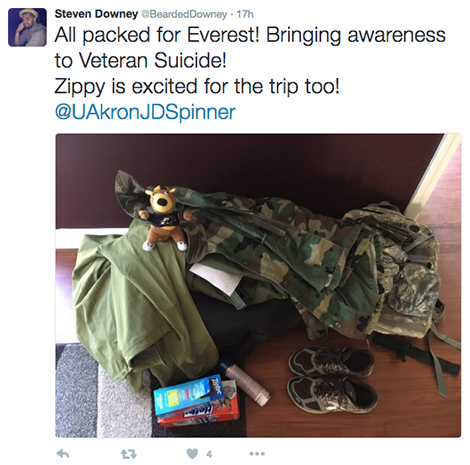 Steven Downey @BeardedDowney · 17h
All packed for Everest! Bringing awareness
to Veteran Suicide!
Zippy is excited for the trip too!
@UAkronJDSpinner
4